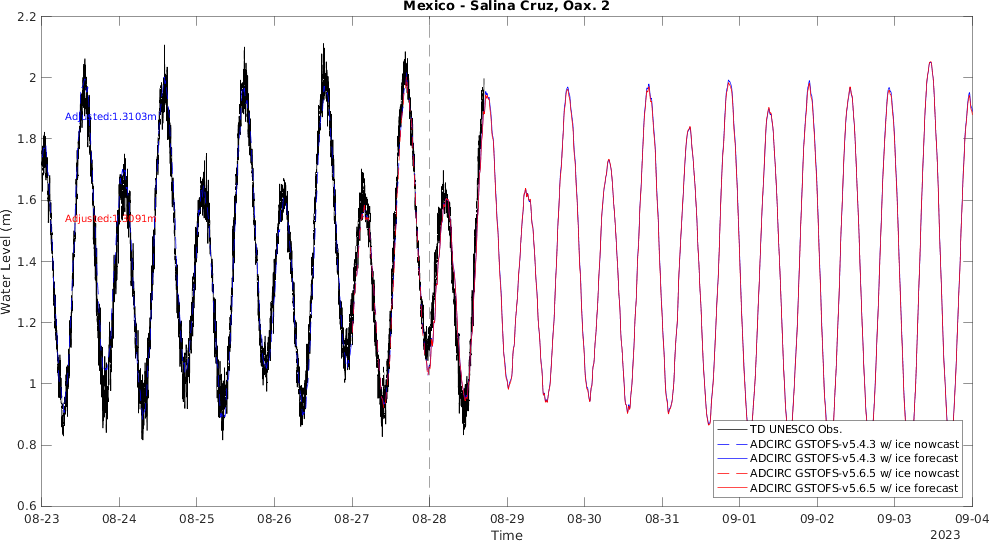 Mexico - Salina Cruz, Oax. 2
2.2
2
1.8
1.6
1.4
1.2
1
0.8
0.6
Water Level (m)
Adjusted:1.3103m
Adjusted:1.3091m
TD UNESCO Obs.
ADCIRC GSTOFS-v5.4.3 w/ ice nowcast
ADCIRC GSTOFS-v5.4.3 w/ ice forecast
ADCIRC GSTOFS-v5.6.5 w/ ice nowcast
ADCIRC GSTOFS-v5.6.5 w/ ice forecast
08-23 08-24 08-25 08-26 08-27 08-28 08-29 08-30 08-31 09-01 09-02 09-03 09-04
Time
2023